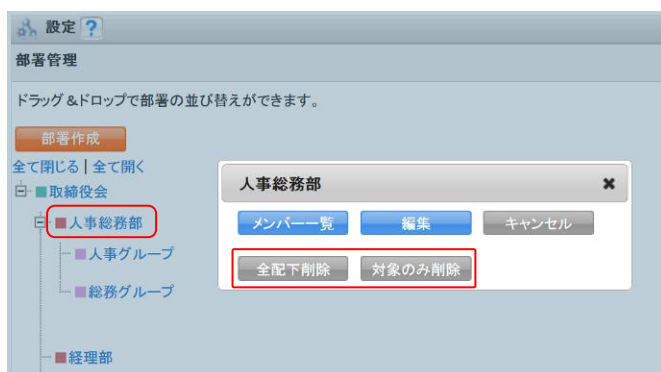 設定 ?
部署管理
ドラッグ&ドロップで部署の並び替えができます。
部署作成
全て閉じる | 全て開く
取締役会
人事総務部
人事グループ
総務グループ
経理部
人事総務部 ✖
メンバー一覧 編集 キャンセル
全配下削除 対象のみ削除